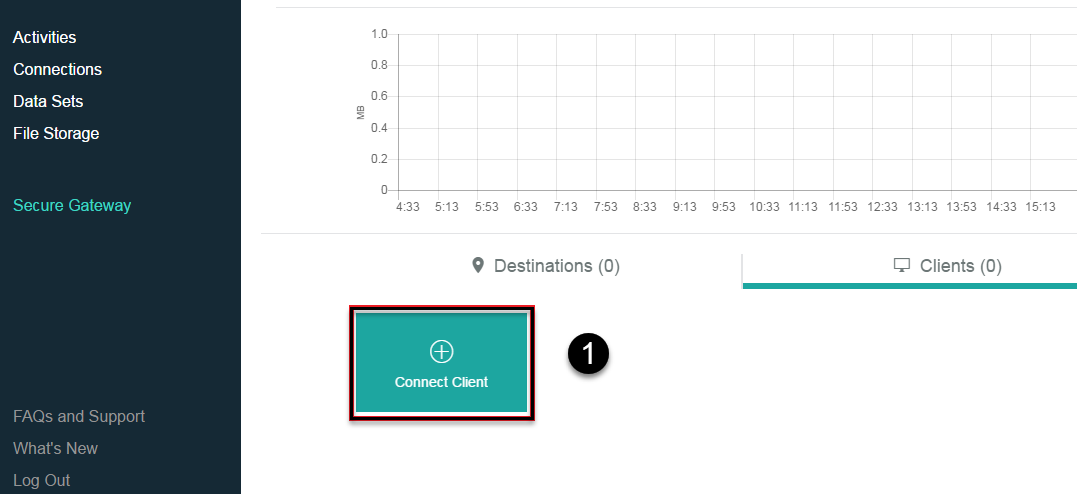 Activities
Connections
Data Sets
File Storage
Secure Gateway
FAQs and Support
What's New
Log Out
1.0
0.8
0.6
0.4
0.2
0
MB
4:33 5:13 5:53 6:33 7:13 7:53 8:33 9:13 9:53 10:33 11:13 11:53 12:33 13:13 13:53 14:33 15:13
Destinations (0)
Clients (0)
Connect Client
1